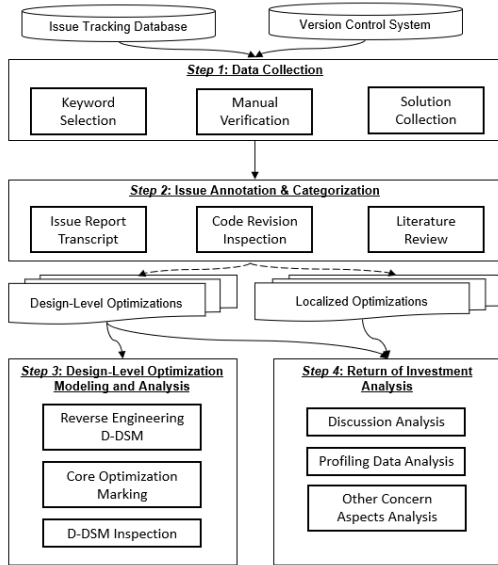 Issue Tracking Database
Version Control System
Step 1: Data Collection
Keyword
Selection
Manual
Verification
Solution
Collection
Step 2: Issue Annotation & Categorization
Issue Report
Transcript
Code Revision
Inspection
Literature
Review
Design-Level Optimizations
Localized Optimizations
Step 3: Design-Level Optimization
Modeling and Analysis
Reverse Engineering
D-DSM
Core Optimization
Marking
D-DSM Inspection
Step 4: Return of Investment
Analysis
Discussion Analysis
Profiling Data Analysis
Other Concern
Aspects Analysis